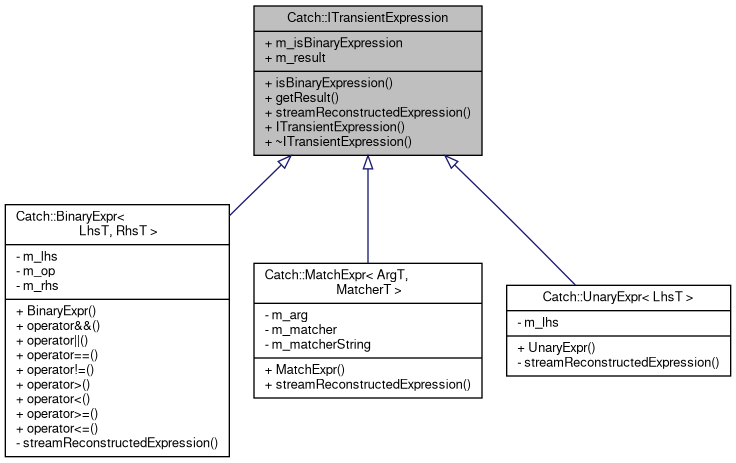 Catch::ITransientExpression
+ m_isBinaryExpression
+ m_result
+ isBinaryExpression()
+ getResult()
+ streamReconstructedExpression()
+ ITransientExpression()
+ ~ITransientExpression()
Catch::BinaryExpr<
LhsT, RhsT >
- m_lhs
- m_op
- m_rhs
+ BinaryExpr()
+ operator&&()
+ operator||()
+ operator==()
+ operator!=()
+ operator>()
+ operator<()
+ operator>=()
+ operator<=()
- streamReconstructedExpression()
Catch::MatchExpr< ArgT,
MatcherT >
- m_arg
- m_matcher
- m_matcherString
+ MatchExpr()
+ streamReconstructedExpression()
Catch::UnaryExpr< LhsT >
- m_lhs
+ UnaryExpr()
- streamReconstructedExpression()